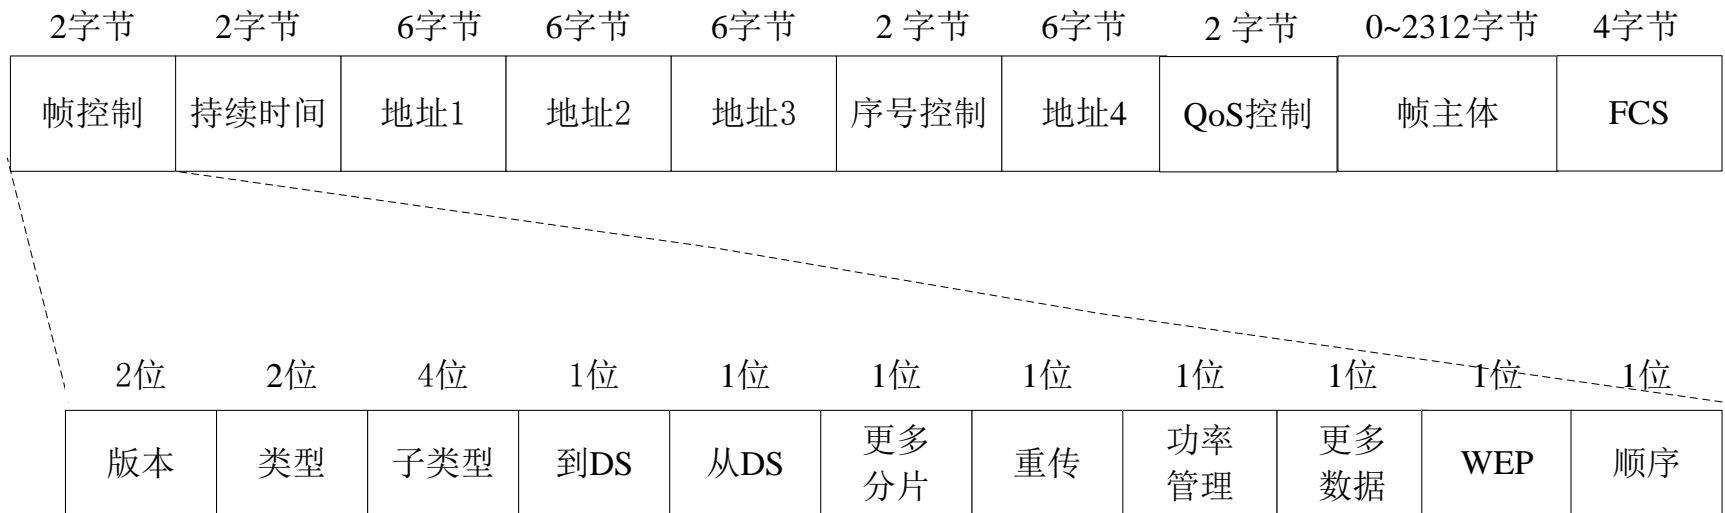 2字节 2字节 6字节 6字节 6字节 2 字节 6字节 2 字节 0~2312字节 4字节
帧控制 持续时间 地址1 地址2 地址3 序号控制 地址4 QoS控制 帧主体 FCS
2位 2位 4位 1位 1位 1位 1位 1位 1位 1位 1位
版本 类型 子类型 到DS 从DS 更多分片 重传 功率管理 更多数据 WEP 顺序